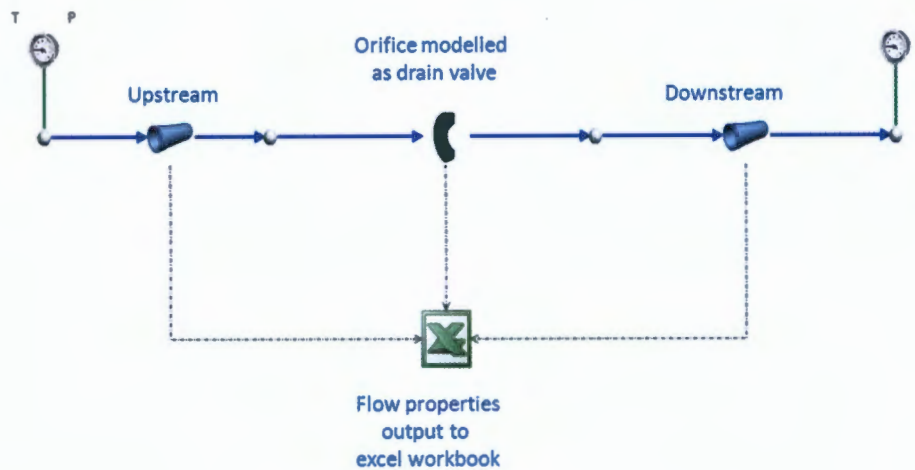 T P
Orifice modelled
as drain valve
Upstream
Downstream
Flow properties
output to
excel workbook